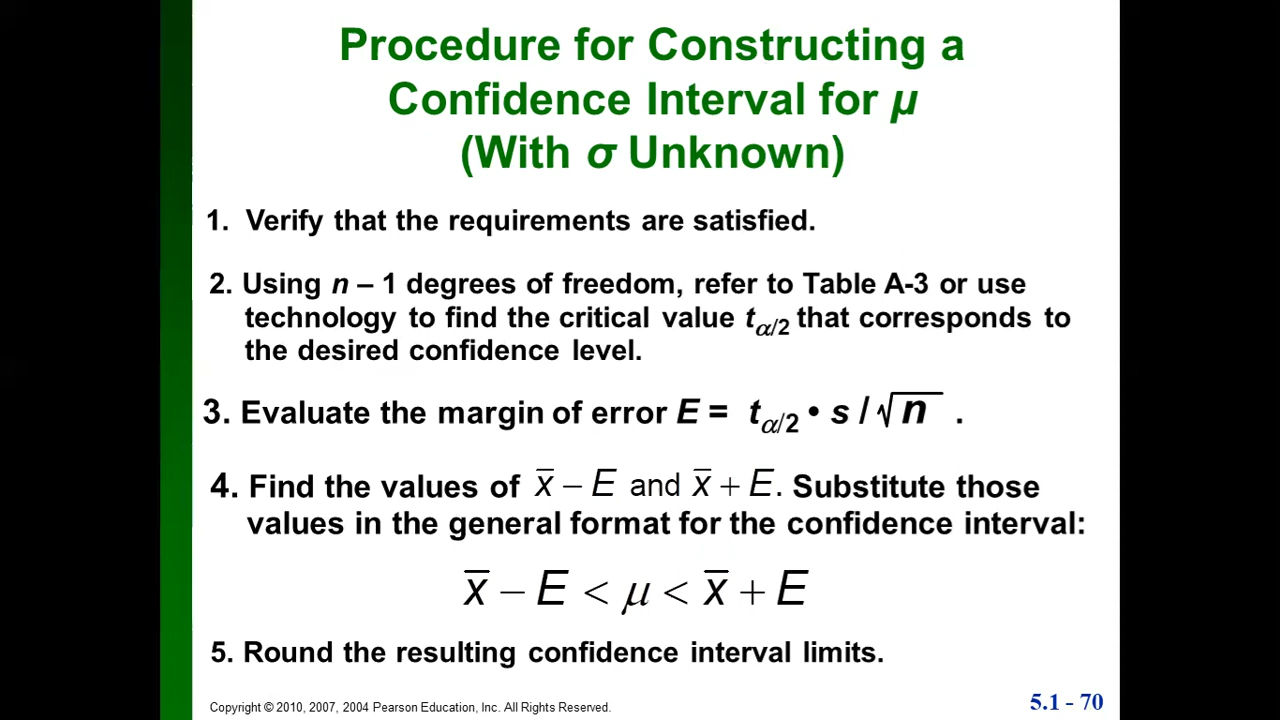 Procedure for Constructing a
Confidence Interval for μ
(With σ Unknown)
1. Verify that the requirements are satisfied.
2. Using n – 1 degrees of freedom, refer to Table A-3 or use
technology to find the critical value tα/2 that corresponds to
the desired confidence level.
3. Evaluate the margin of error E = tα/2 • s / √n .
4. Find the values of x̄ − E and x̄ + E. Substitute those
values in the general format for the confidence interval:
x̄ − E < μ < x̄ + E
5. Round the resulting confidence interval limits.
Copyright © 2010, 2007, 2004 Pearson Education, Inc. All Rights Reserved.
5.1 - 70